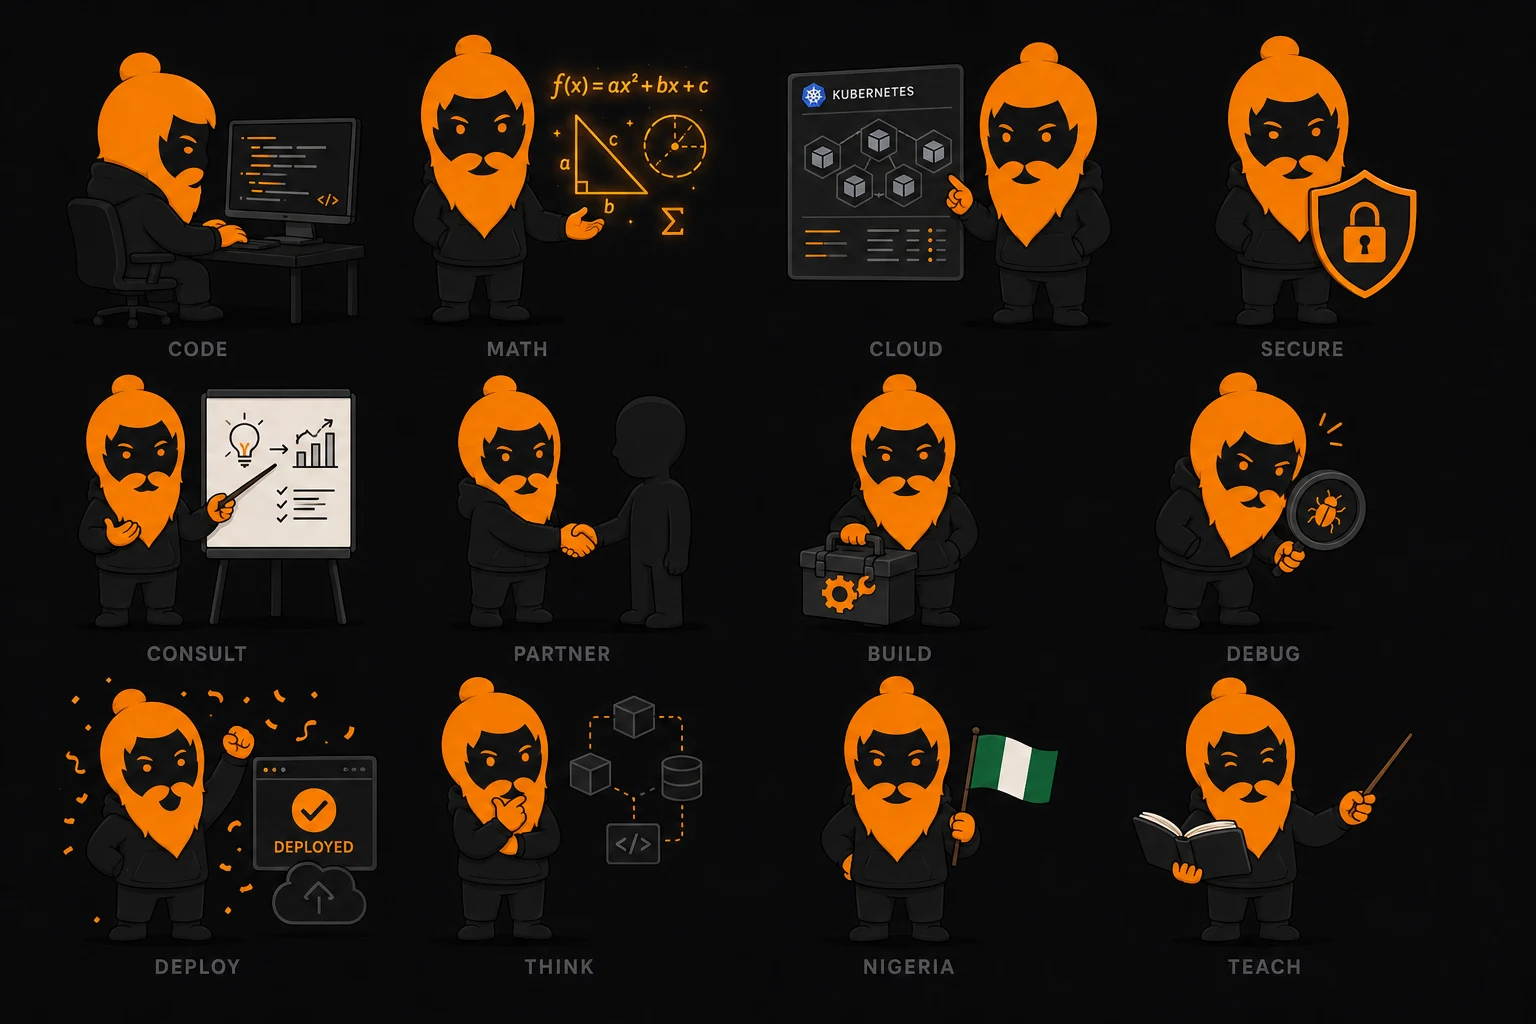 f(x) = ax² + bx + c
a
c
b
Σ
</>
KUBERNETES
CODE
MATH
CLOUD
SECURE
CONSULT
PARTNER
BUILD
DEBUG
DEPLOYED
</>
DEPLOY
THINK
NIGERIA
TEACH